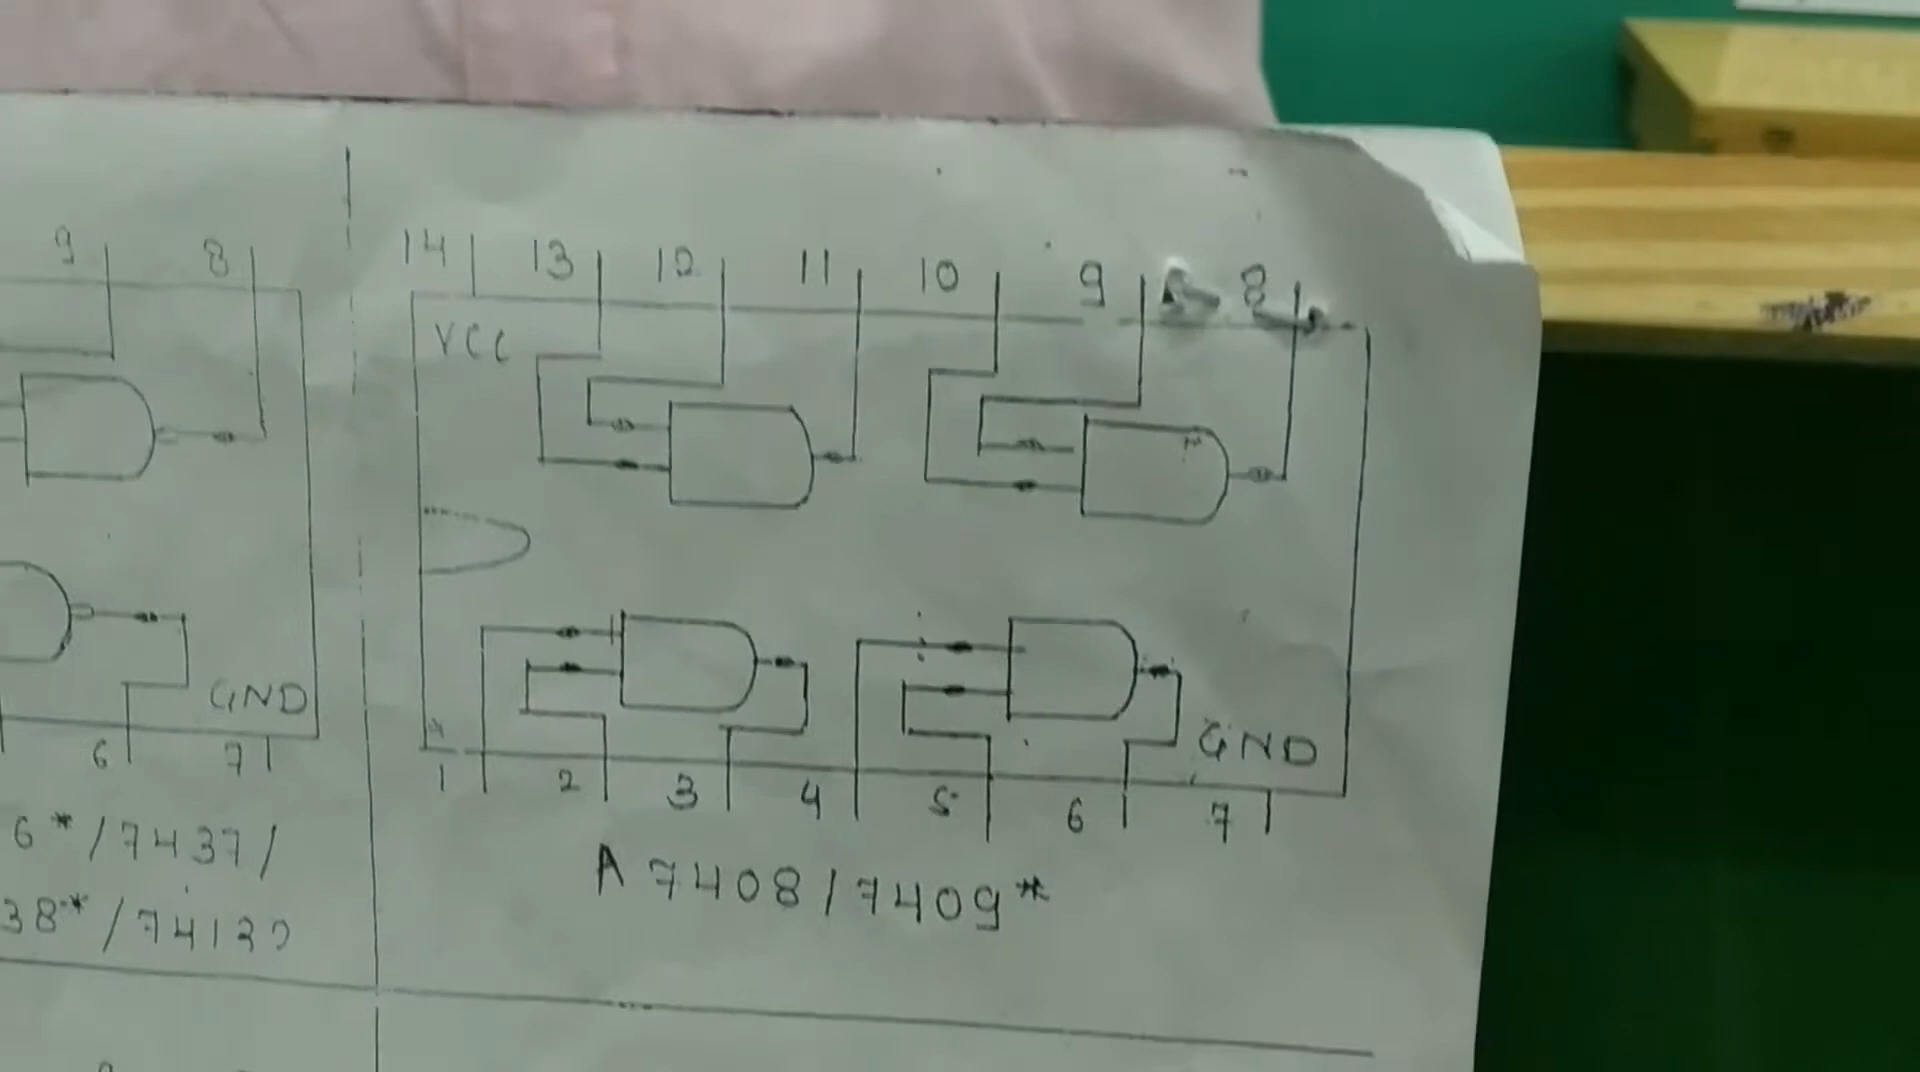 9 8
GND
6 7
6*/7437/
38*/74132
14 13 12 11 10 9 8
VCC
GND
1 2 3 4 5 6 7
A 7408/7409*